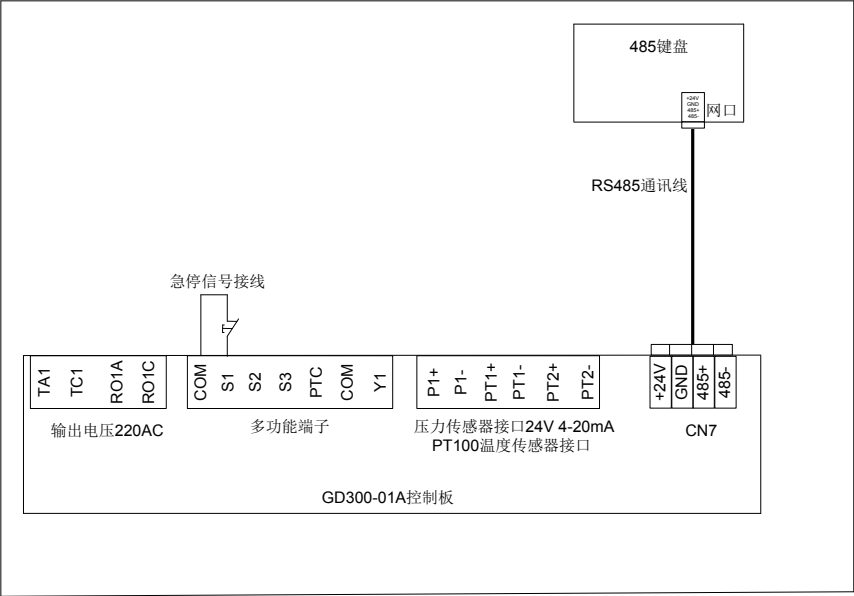 485键盘
+24V
GND
485+
485-
网口
RS485通讯线
急停信号接线
TA1
TC1
RO1A
RO1C
COM
S1
S2
S3
PTC
COM
Y1
P1+
P1-
PT1+
PT1-
PT2+
PT2-
+24V
GND
485+
485-
输出电压220AC
多功能端子
压力传感器接口24V 4-20mA
PT100温度传感器接口
CN7
GD300-01A控制板